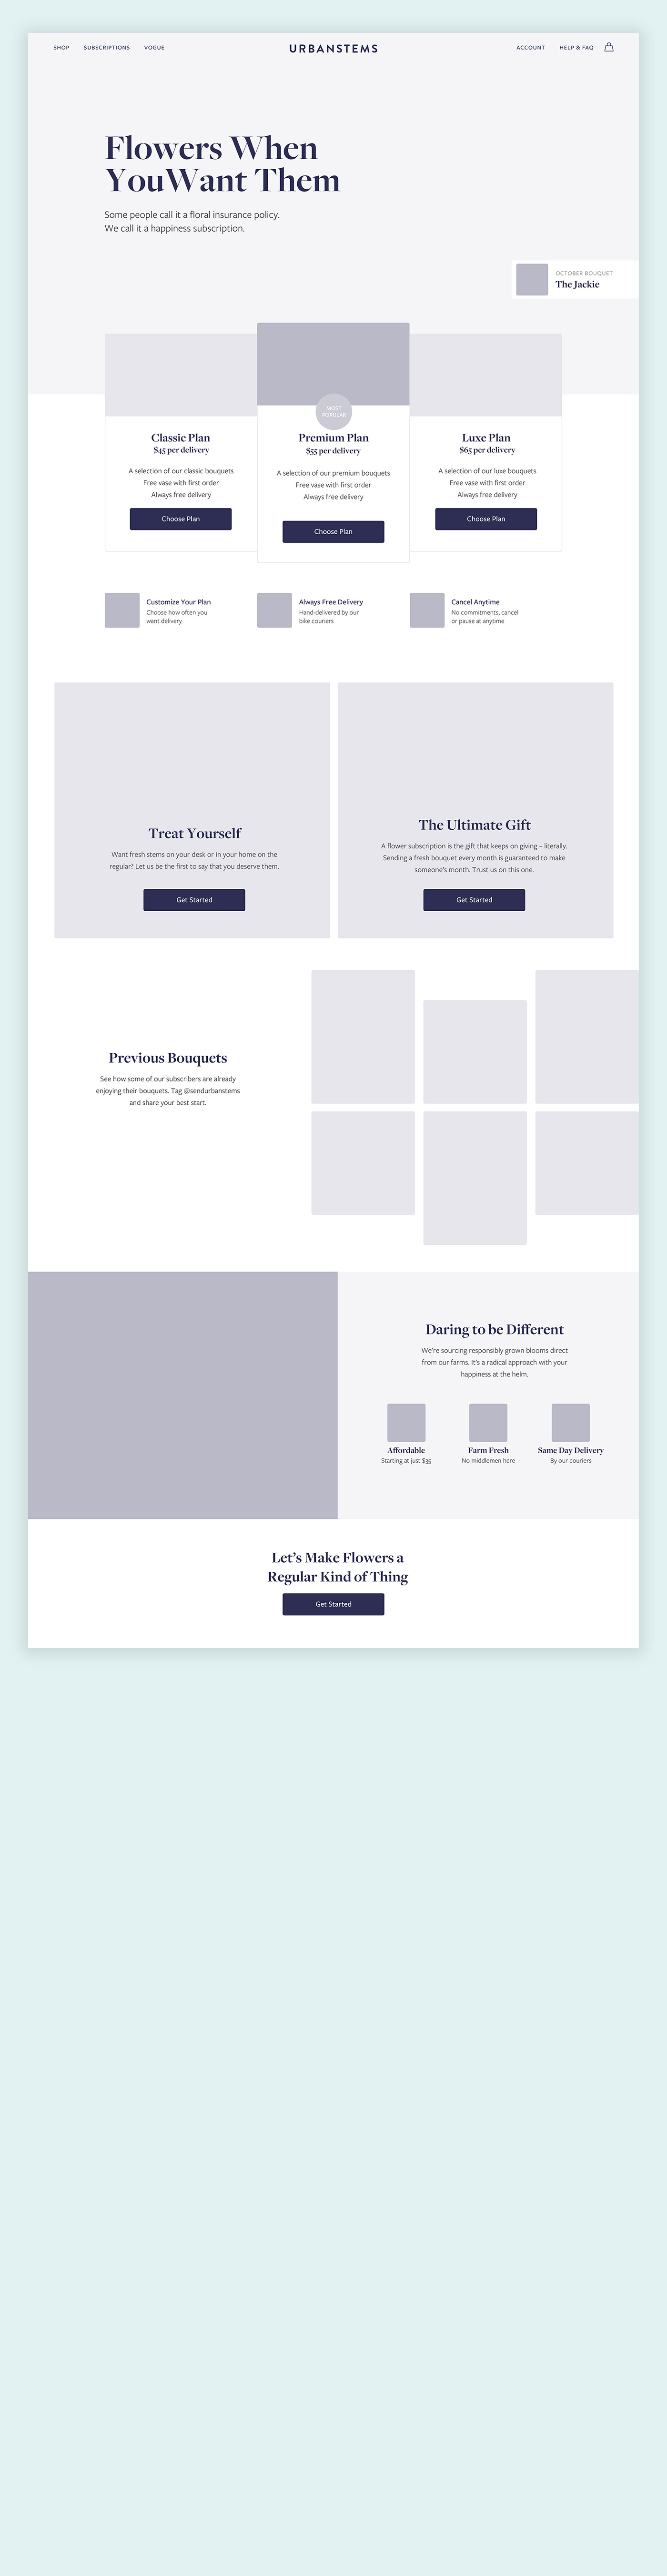 SHOP SUBSCRIPTIONS VOGUE URBANSTEMS ACCOUNT HELP & FAQ
Flowers When
YouWant Them
Some people call it a floral insurance policy.
We call it a happiness subscription.
OCTOBER BOUQUET
The Jackie
Classic Plan
$45 per delivery
A selection of our classic bouquets
Free vase with first order
Always free delivery
Choose Plan
MOST
POPULAR
Premium Plan
$55 per delivery
A selection of our premium bouquets
Free vase with first order
Always free delivery
Choose Plan
Luxe Plan
$65 per delivery
A selection of our luxe bouquets
Free vase with first order
Always free delivery
Choose Plan
Customize Your Plan
Choose how often you
want delivery
Always Free Delivery
Hand-delivered by our
bike couriers
Cancel Anytime
No commitments, cancel
or pause at anytime
Treat Yourself
Want fresh stems on your desk or in your home on the
regular? Let us be the first to say that you deserve them.
Get Started
The Ultimate Gift
A flower subscription is the gift that keeps on giving – literally.
Sending a fresh bouquet every month is guaranteed to make
someone's month. Trust us on this one.
Get Started
Previous Bouquets
See how some of our subscribers are already
enjoying their bouquets. Tag @sendurbanstems
and share your best start.
Daring to be Different
We're sourcing responsibly grown blooms direct
from our farms. It's a radical approach with your
happiness at the helm.
Affordable
Starting at just $35
Farm Fresh
No middlemen here
Same Day Delivery
By our couriers
Let's Make Flowers a
Regular Kind of Thing
Get Started